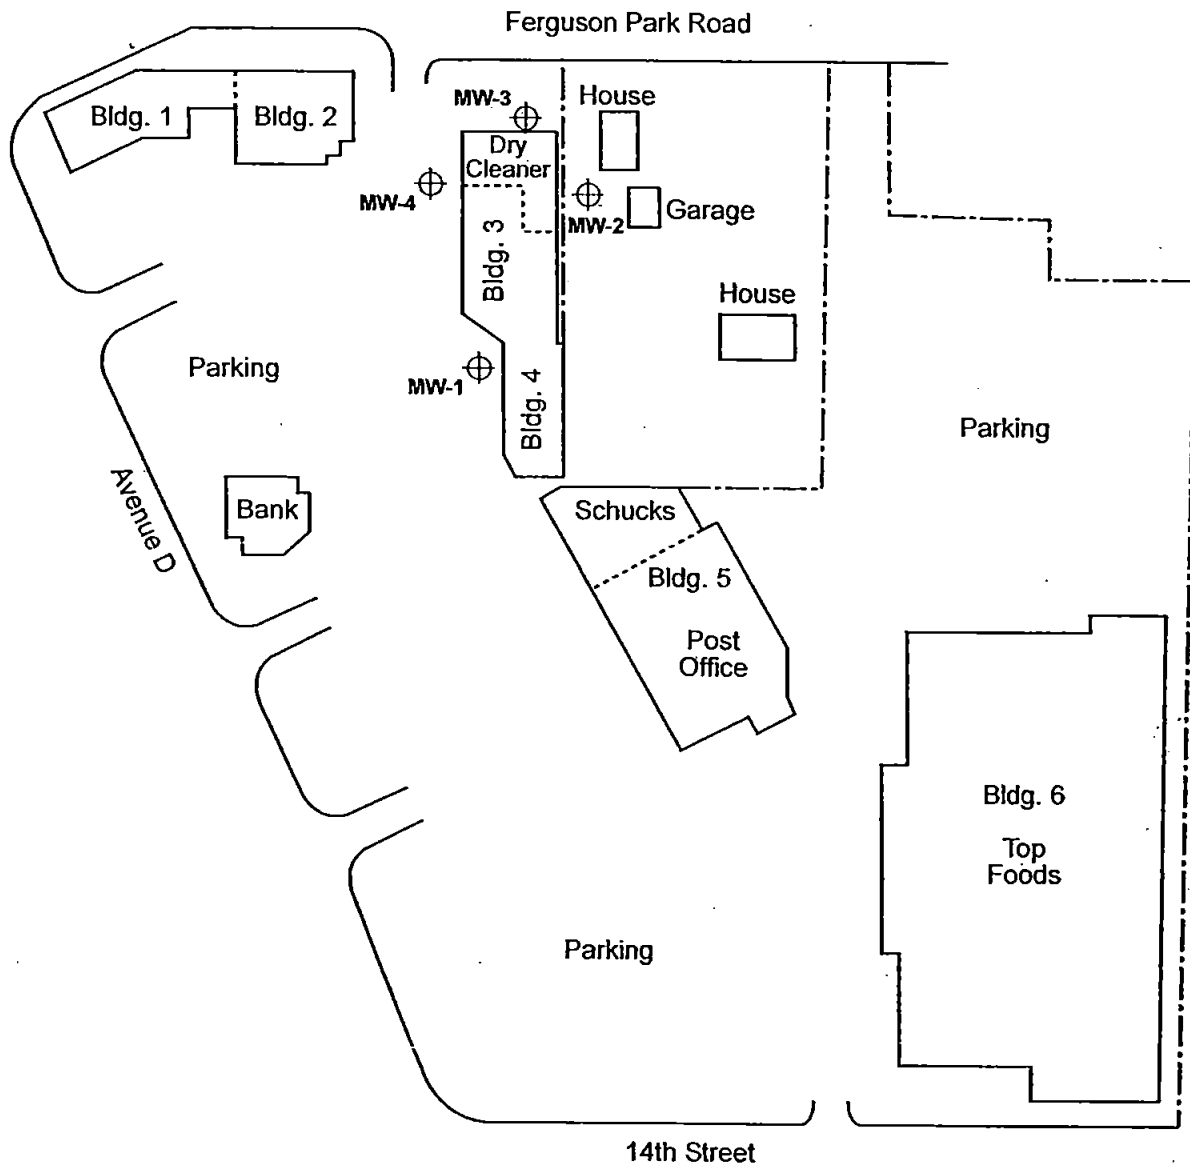 Ferguson Park Road
MW-3
House
Bldg. 1
Bldg. 2
Dry
Cleaner
MW-4
MW-2
Garage
Bldg. 3
House
Parking
MW-1
Bldg. 4
Parking
Avenue D
Bank
Schucks
Bldg. 5
Post
Office
Bldg. 6
Top
Foods
Parking
14th Street